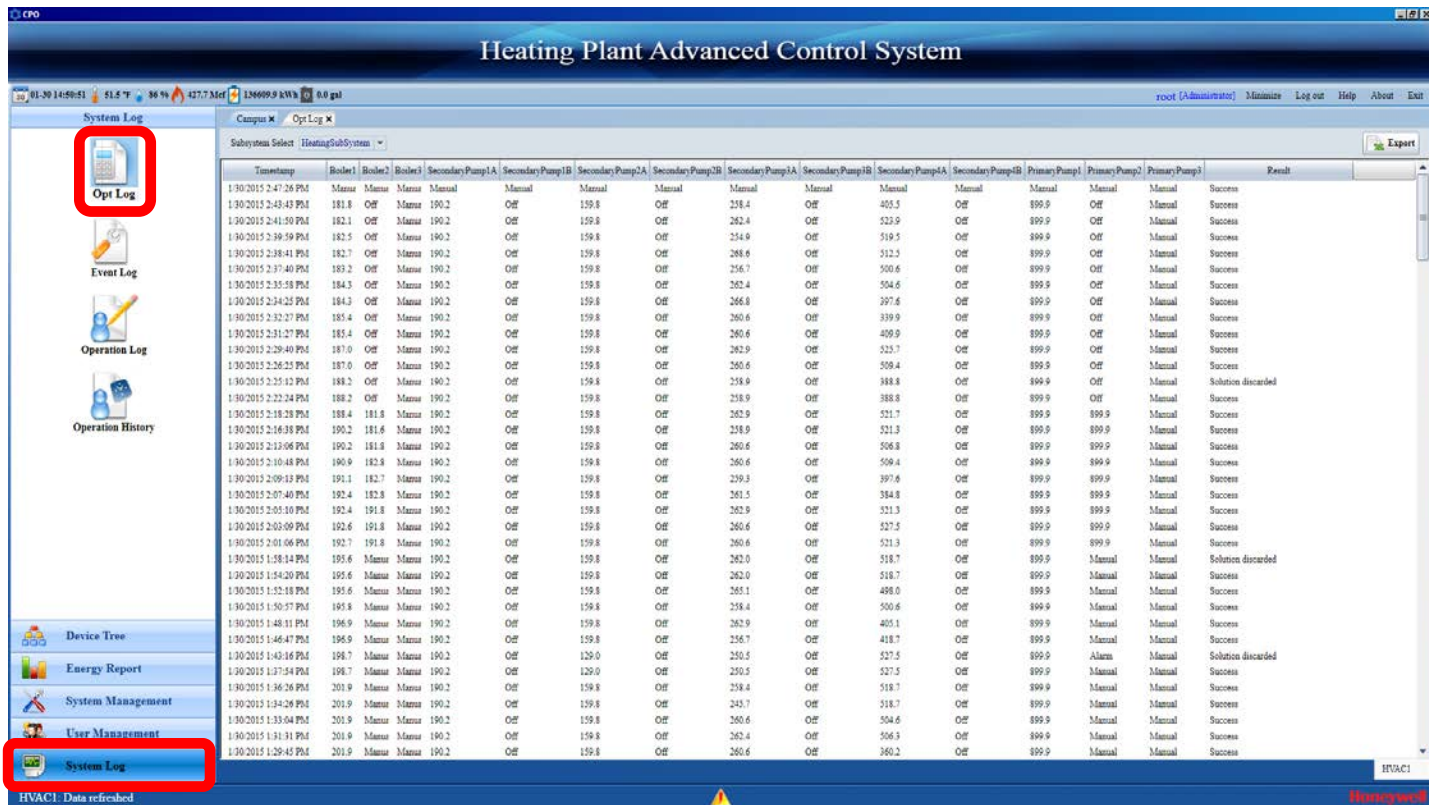 CPO
Heating Plant Advanced Control System
30 01-30 14:50:51 51.5 °F 86 % 427.7 Mcf 136609.9 kWh 0.0 gal root [Administrator] Minimize Log out Help About Exit
System Log Campus Opt Log
Subsystem Select HeatingSubSystem Export
Timestamp Boiler1 Boiler2 Boiler3 SecondaryPump1A SecondaryPump1B SecondaryPump2A SecondaryPump2B SecondaryPump3A SecondaryPump3B SecondaryPump4A SecondaryPump4B PrimaryPump1 PrimaryPump2 PrimaryPump3 Result
1/30/2015 2:47:26 PM Manua Manua Manua Manual Manual Manual Manual Manual Manual Manual Manual Manual Manual Manual Success
1/30/2015 2:43:43 PM 181.8 Off Manua 190.2 Off 159.8 Off 258.4 Off 405.5 Off 899.9 Off Manual Success
1/30/2015 2:41:50 PM 182.1 Off Manua 190.2 Off 159.8 Off 262.4 Off 523.9 Off 899.9 Off Manual Success
1/30/2015 2:39:59 PM 182.5 Off Manua 190.2 Off 159.8 Off 254.9 Off 519.5 Off 899.9 Off Manual Success
1/30/2015 2:38:41 PM 182.7 Off Manua 190.2 Off 159.8 Off 268.6 Off 512.5 Off 899.9 Off Manual Success
1/30/2015 2:37:40 PM 183.2 Off Manua 190.2 Off 159.8 Off 256.7 Off 500.6 Off 899.9 Off Manual Success
1/30/2015 2:35:58 PM 184.3 Off Manua 190.2 Off 159.8 Off 262.4 Off 504.6 Off 899.9 Off Manual Success
1/30/2015 2:34:25 PM 184.3 Off Manua 190.2 Off 159.8 Off 266.8 Off 397.6 Off 899.9 Off Manual Success
1/30/2015 2:32:27 PM 185.4 Off Manua 190.2 Off 159.8 Off 260.6 Off 339.9 Off 899.9 Off Manual Success
1/30/2015 2:31:27 PM 185.4 Off Manua 190.2 Off 159.8 Off 260.6 Off 409.9 Off 899.9 Off Manual Success
1/30/2015 2:29:40 PM 187.0 Off Manua 190.2 Off 159.8 Off 262.9 Off 525.7 Off 899.9 Off Manual Success
1/30/2015 2:26:25 PM 187.0 Off Manua 190.2 Off 159.8 Off 260.6 Off 509.4 Off 899.9 Off Manual Success
1/30/2015 2:25:12 PM 188.2 Off Manua 190.2 Off 159.8 Off 258.9 Off 388.8 Off 899.9 Off Manual Solution discarded
1/30/2015 2:22:24 PM 188.2 Off Manua 190.2 Off 159.8 Off 258.9 Off 388.8 Off 899.9 Off Manual Success
1/30/2015 2:18:28 PM 188.4 181.8 Manua 190.2 Off 159.8 Off 262.9 Off 521.7 Off 899.9 899.9 Manual Success
1/30/2015 2:16:38 PM 190.2 181.6 Manua 190.2 Off 159.8 Off 258.9 Off 521.3 Off 899.9 899.9 Manual Success
1/30/2015 2:13:06 PM 190.2 181.8 Manua 190.2 Off 159.8 Off 260.6 Off 506.8 Off 899.9 899.9 Manual Success
1/30/2015 2:10:48 PM 190.9 182.8 Manua 190.2 Off 159.8 Off 260.6 Off 509.4 Off 899.9 899.9 Manual Success
1/30/2015 2:09:13 PM 191.1 182.7 Manua 190.2 Off 159.8 Off 259.3 Off 397.6 Off 899.9 899.9 Manual Success
1/30/2015 2:07:40 PM 192.4 182.8 Manua 190.2 Off 159.8 Off 261.5 Off 384.8 Off 899.9 899.9 Manual Success
1/30/2015 2:05:10 PM 192.4 191.8 Manua 190.2 Off 159.8 Off 262.9 Off 521.3 Off 899.9 899.9 Manual Success
1/30/2015 2:03:09 PM 192.6 191.8 Manua 190.2 Off 159.8 Off 260.6 Off 527.5 Off 899.9 899.9 Manual Success
1/30/2015 2:01:06 PM 192.7 191.8 Manua 190.2 Off 159.8 Off 260.6 Off 521.3 Off 899.9 899.9 Manual Success
1/30/2015 1:58:14 PM 195.6 Manua Manua 190.2 Off 159.8 Off 262.0 Off 518.7 Off 899.9 Manual Manual Solution discarded
1/30/2015 1:54:20 PM 195.6 Manua Manua 190.2 Off 159.8 Off 262.0 Off 518.7 Off 899.9 Manual Manual Success
1/30/2015 1:52:18 PM 195.6 Manua Manua 190.2 Off 159.8 Off 265.1 Off 498.0 Off 899.9 Manual Manual Success
1/30/2015 1:50:57 PM 195.8 Manua Manua 190.2 Off 159.8 Off 258.4 Off 500.6 Off 899.9 Manual Manual Success
1/30/2015 1:48:11 PM 196.9 Manua Manua 190.2 Off 159.8 Off 262.9 Off 405.1 Off 899.9 Manual Manual Success
1/30/2015 1:46:47 PM 196.9 Manua Manua 190.2 Off 159.8 Off 256.7 Off 418.7 Off 899.9 Manual Manual Success
1/30/2015 1:43:16 PM 198.7 Manua Manua 190.2 Off 129.0 Off 250.5 Off 527.5 Off 899.9 Alarm Manual Solution discarded
1/30/2015 1:37:54 PM 198.7 Manua Manua 190.2 Off 129.0 Off 250.5 Off 527.5 Off 899.9 Manual Manual Success
1/30/2015 1:36:26 PM 201.9 Manua Manua 190.2 Off 159.8 Off 258.4 Off 518.7 Off 899.9 Manual Manual Success
1/30/2015 1:34:26 PM 201.9 Manua Manua 190.2 Off 159.8 Off 243.7 Off 518.7 Off 899.9 Manual Manual Success
1/30/2015 1:33:04 PM 201.9 Manua Manua 190.2 Off 159.8 Off 260.6 Off 504.6 Off 899.9 Manual Manual Success
1/30/2015 1:31:31 PM 201.9 Manua Manua 190.2 Off 159.8 Off 262.4 Off 506.3 Off 899.9 Manual Manual Success
1/30/2015 1:29:45 PM 201.9 Manua Manua 190.2 Off 159.8 Off 260.6 Off 360.2 Off 899.9 Manual Manual Success
Opt Log
Event Log
Operation Log
Operation History
Device Tree
Energy Report
System Management
User Management
System Log
HVAC1
HVAC1: Data refreshed
Honeywell